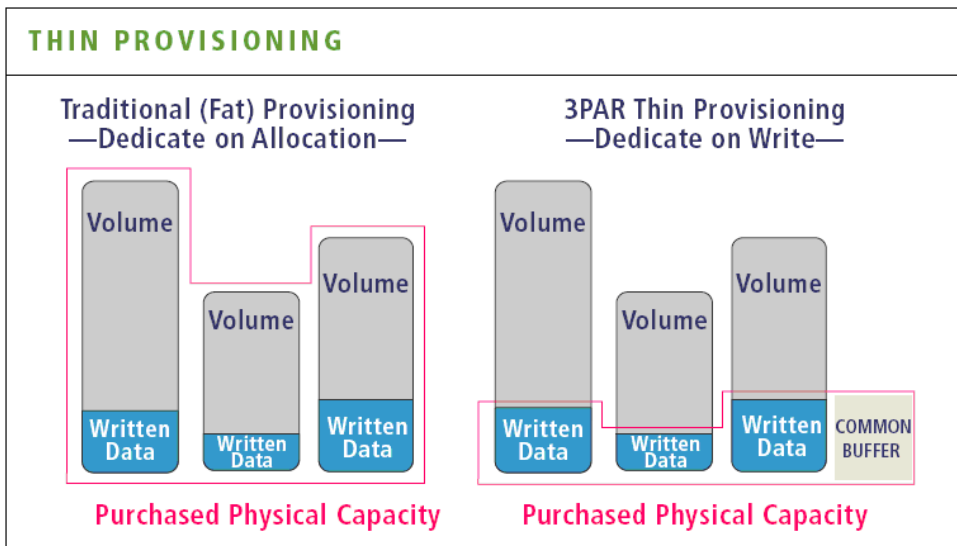 THIN PROVISIONING
Traditional (Fat) Provisioning
—Dedicate on Allocation—
Volume
Volume
Volume
Written
Data
Written
Data
Written
Data
Purchased Physical Capacity
3PAR Thin Provisioning
—Dedicate on Write—
Volume
Volume
Volume
Written
Data
Written
Data
Written
Data
COMMON
BUFFER
Purchased Physical Capacity